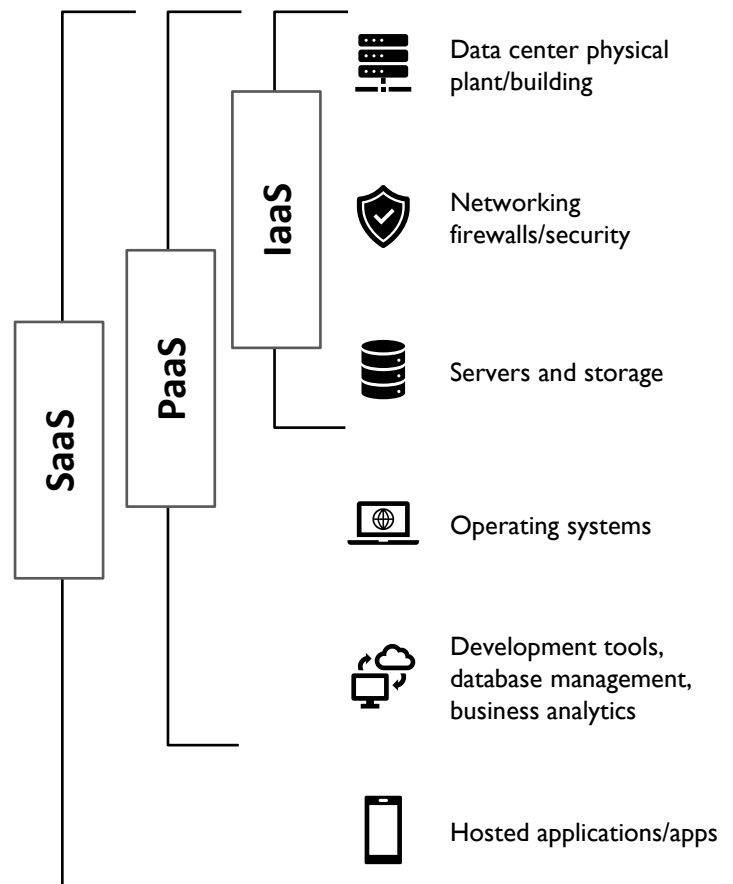 Data center physical
plant/building
IaaS
Networking
firewalls/security
PaaS
Servers and storage
SaaS
Operating systems
Development tools,
database management,
business analytics
Hosted applications/apps